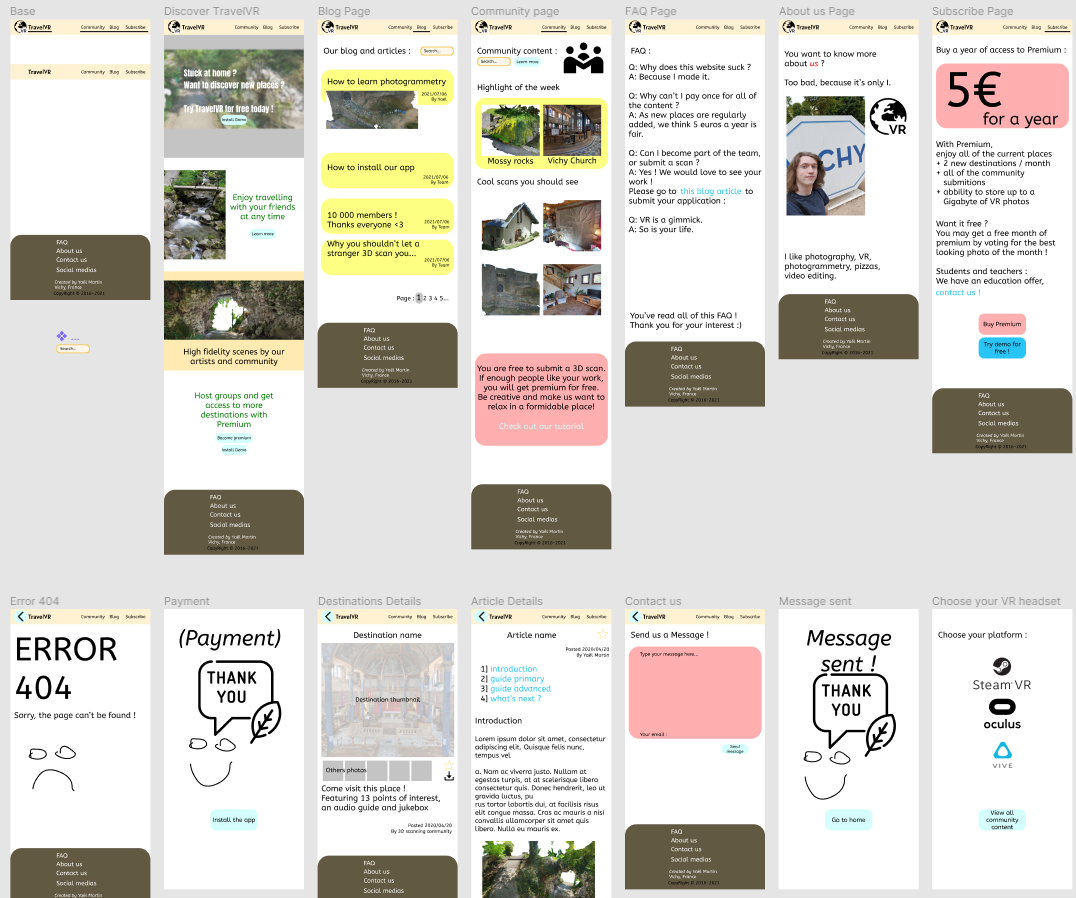 Base
VR TravelVR Community Blog Subscribe
TravelVR Community Blog Subscribe
FAQ
About us
Contact us
Social medias
Created by Yaël Martin
Vichy, France
CopyRight © 2016-2021
Search...
Discover TravelVR
VR TravelVR Community Blog Subscribe
Stuck at home ?
Want to discover new places ?
Try TravelVR for free today !
Install Demo
Enjoy travelling
with your friends
at any time
Learn more
High fidelity scenes by our
artists and community
Host groups and get
access to more
destinations with
Premium
Become premium
Install Demo
FAQ
About us
Contact us
Social medias
Created by Yaël Martin
Vichy, France
CopyRight © 2016-2021
Blog Page
VR TravelVR Community Blog Subscribe
Our blog and articles :
Search...
How to learn photogrammetry
2021/07/06
By Yael
How to install our app
2021/07/06
By Team
10 000 members !
Thanks everyone <3
2021/07/06
By Team
Why you shouldn't let a
stranger 3D scan you...
2021/07/06
By Team
Page : 1 2 3 4 5...
FAQ
About us
Contact us
Social medias
Created by Yaël Martin
Vichy, France
CopyRight © 2016-2021
Community page
VR TravelVR Community Blog Subscribe
Community content :
Search...
Learn more
Highlight of the week
Mossy rocks
Vichy Church
Cool scans you should see
You are free to submit a 3D scan.
If enough people like your work,
you will get premium for free.
Be creative and make us want to
relax in a formidable place!
Check out our tutorial
FAQ
About us
Contact us
Social medias
Created by Yaël Martin
Vichy, France
CopyRight © 2016-2021
FAQ Page
VR TravelVR Community Blog Subscribe
FAQ :
Q: Why does this website suck ?
A: Because I made it.
Q: Why can't I pay once for all of
the content ?
A: As new places are regularly
added, we think 5 euros a year is
fair.
Q: Can I become part of the team,
or submit a scan ?
A: Yes ! We would love to see your
work !
Please go to this blog article to
submit your application :
Q: VR is a gimmick.
A: So is your life.
You've read all of this FAQ !
Thank you for your interest :)
FAQ
About us
Contact us
Social medias
Created by Yaël Martin
Vichy, France
CopyRight © 2016-2021
About us Page
VR TravelVR Community Blog Subscribe
You want to know more
about us ?
Too bad, because it's only I.
CHY
VR
I like photography, VR,
photogrammetry, pizzas,
video editing.
FAQ
About us
Contact us
Social medias
Created by Yaël Martin
Vichy, France
CopyRight © 2016-2021
Subscribe Page
VR TravelVR Community Blog Subscribe
Buy a year of access to Premium :
5€
for a year
With Premium,
enjoy all of the current places
+ 2 new destinations / month
+ all of the community
submitions
+ abbility to store up to a
Gigabyte of VR photos
Want it free ?
You may get a free month of
premium by voting for the best
looking photo of the month !
Students and teachers :
We have an education offer,
contact us !
Buy Premium
Try demo for
free !
FAQ
About us
Contact us
Social medias
Created by Yaël Martin
Vichy, France
CopyRight © 2016-2021
Error 404
TravelVR Community Blog Subscribe
ERROR
404
Sorry, the page can't be found !
FAQ
About us
Contact us
Social medias
Created by Yaël Martin
Payment
(Payment)
THANK
YOU
Install the app
Destinations Details
TravelVR Community Blog Subscribe
Destination name
Destination thumbnail
Others photos
Come visit this place !
Featuring 13 points of interest,
an audio guide and jukebox
Posted 2020/04/20
By 3D scanning community
FAQ
About us
Contact us
Social medias
Article Details
TravelVR Community Blog Subscribe
Article name
Posted 2020/04/20
By Yaël Martin
1] introduction
2] guide primary
3] guide advanced
4] what's next ?
Introduction
Lorem ipsum dolor sit amet, consectetur
adipiscing elit. Quisque felis nunc,
tempus vel
a. Nam ac viverra justo. Nullam at
egestas turpis, at at scelerisque libero
consectetur quis. Donec hendrerit, leo ut
gravida luctus, pu
rus tortor lobortis dui, at facilisis risus
elit congue massa. Cras ac mauris a nisi
convallis ullamcorper sit amet quis
libero. Nulla eu mauris ex.
Contact us
TravelVR Community Blog Subscribe
Send us a Message !
Type your message here...
Your email :
Send
message
FAQ
About us
Contact us
Social medias
Created by Yaël Martin
Vichy, France
CopyRight © 2016-2021
Message sent
Message
sent !
THANK
YOU
Go to home
Choose your VR headset
Choose your platform :
Steam®VR
oculus
VIVE
View all
community
content